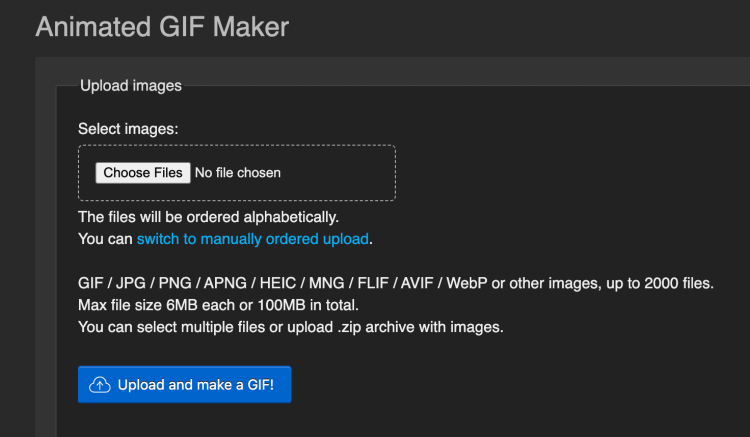 Animated GIF Maker
Upload images
Select images:
Choose Files No file chosen
The files will be ordered alphabetically.
You can switch to manually ordered upload.
GIF / JPG / PNG / APNG / HEIC / MNG / FLIF / AVIF / WebP or other images, up to 2000 files.
Max file size 6MB each or 100MB in total.
You can select multiple files or upload .zip archive with images.
Upload and make a GIF!